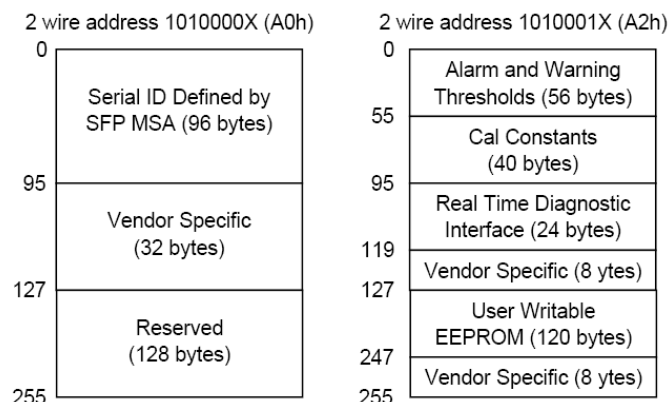 2 wire address 1010000X (A0h)
0
Serial ID Defined by
SFP MSA (96 bytes)
95
Vendor Specific
(32 bytes)
127
Reserved
(128 bytes)
255
2 wire address 1010001X (A2h)
0
Alarm and Warning
Thresholds (56 bytes)
55
Cal Constants
(40 bytes)
95
Real Time Diagnostic
Interface (24 bytes)
119
Vendor Specific (8 ytes)
127
User Writable
EEPROM (120 bytes)
247
Vendor Specific (8 ytes)
255